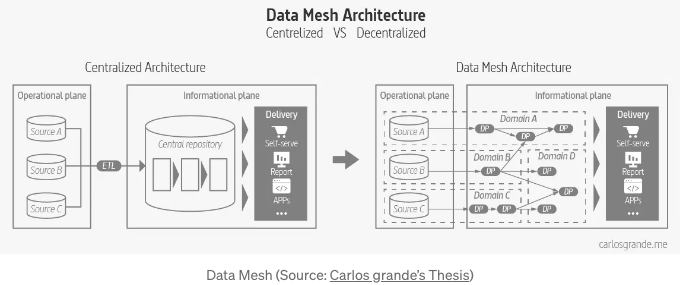 Data Mesh Architecture
Centrelized VS Decentralized
Centralized Architecture
Operational plane
Source A
Source B
Source C
ETL
Informational plane
Central repository
Delivery
Self-serve
Report
</>
APPs
•••
Data Mesh Architecture
Operational plane
Source A
Source B
Source C
Informational plane
Domain A
DP
DP
DP
Domain B
DP
Domain D
DP
DP
DP
Domain C
DP
DP
Delivery
Self-serve
Report
</>
APPs
•••
carlosgrande.me
Data Mesh (Source: Carlos grande's Thesis)